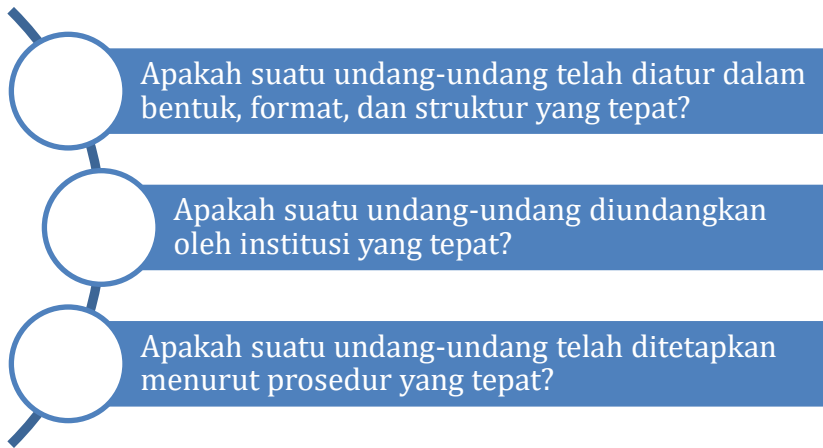 Apakah suatu undang-undang telah diatur dalam
bentuk, format, dan struktur yang tepat?
Apakah suatu undang-undang diundangkan
oleh institusi yang tepat?
Apakah suatu undang-undang telah ditetapkan
menurut prosedur yang tepat?